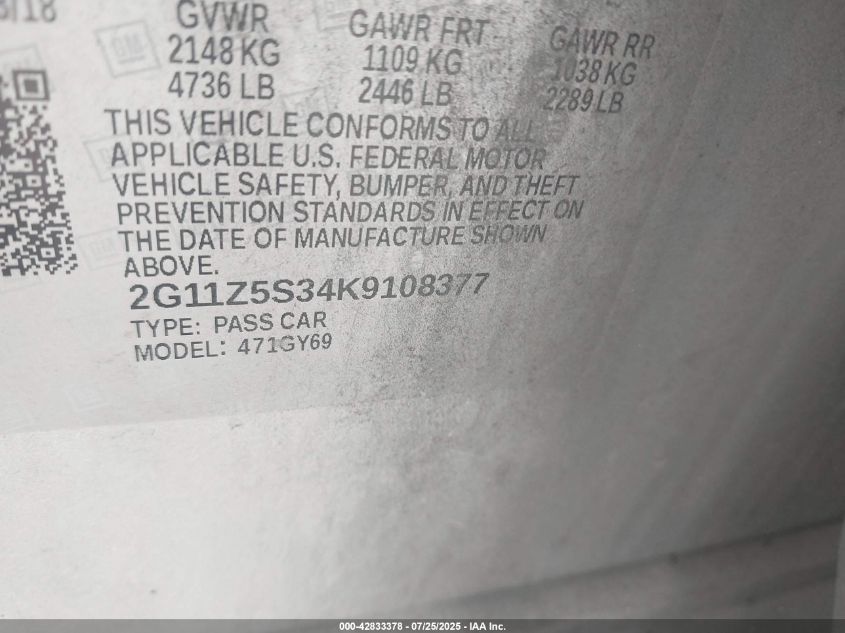 GVWR GAWR FRT GAWR RR
2148 KG 1109 KG 1038 KG
4736 LB 2446 LB 2289 LB
THIS VEHICLE CONFORMS TO ALL
APPLICABLE U.S. FEDERAL MOTOR
VEHICLE SAFETY, BUMPER, AND THEFT
PREVENTION STANDARDS IN EFFECT ON
THE DATE OF MANUFACTURE SHOWN
ABOVE.
2G11Z5S34K9108377
TYPE: PASS CAR
MODEL: 471GY69
000-42833378 - 07/25/2025 - IAA Inc.